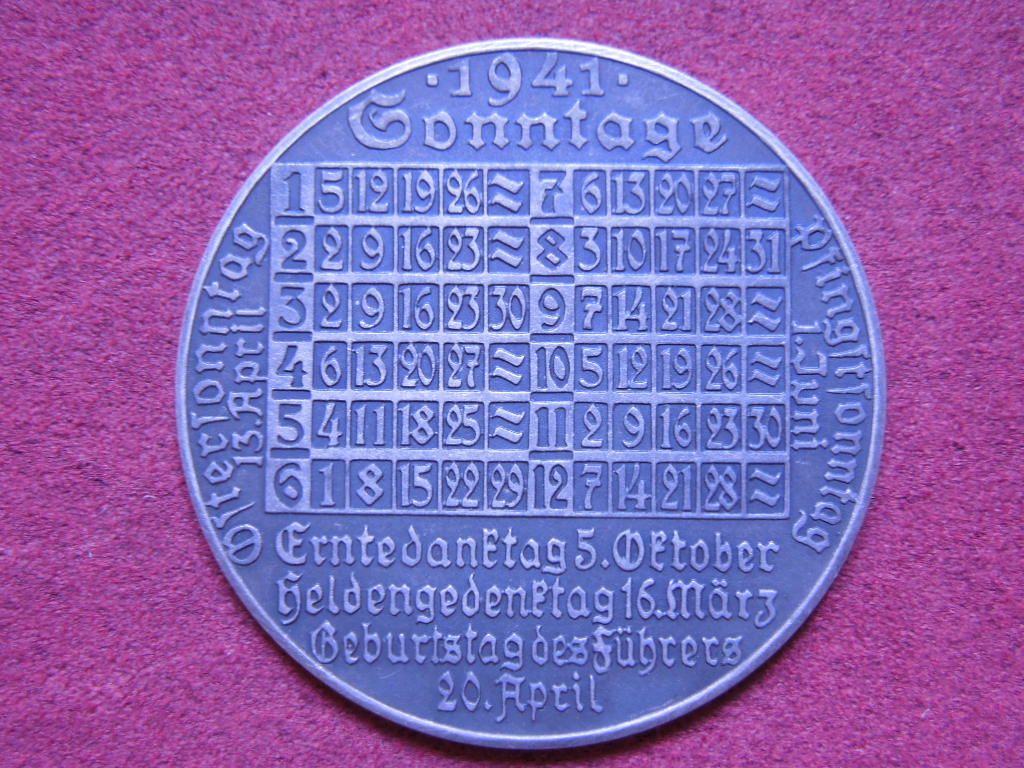 · 1941 ·
Sonntage
1 5 12 19 26 = 7 6 13 20 27 =
2 2 9 16 23 = 8 3 10 17 24 31
3 2 9 16 23 30 9 7 14 21 28 =
4 6 13 20 27 = 10 5 12 19 26 =
5 4 11 18 25 = 11 2 9 16 23 30
6 1 8 15 22 29 12 7 14 21 28 =
Ostersonntag
13. April
Pfingstsonntag
1. Juni
Erntedanktag 5. Oktober
Heldengedenktag 16. März
Geburtstag des Führers
20. April